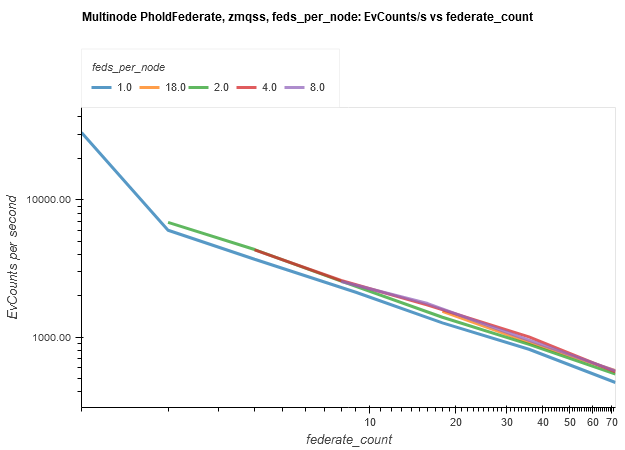 Multinode PholdFederate, zmqss, feds_per_node: EvCounts/s vs federate_count
feds_per_node
1.0 18.0 2.0 4.0 8.0
EvCounts per second
10000.00
1000.00
10 20 30 40 50 60 70
federate_count